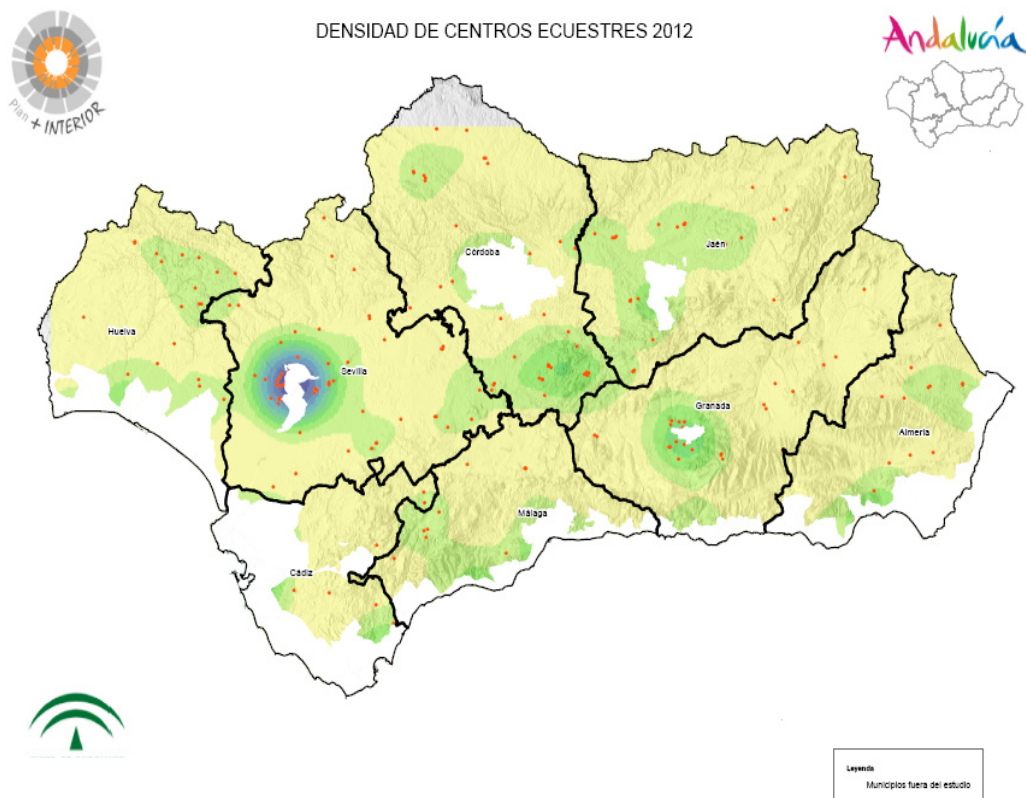 DENSIDAD DE CENTROS ECUESTRES 2012
Andalucía
Plan + INTERIOR
Córdoba
Jaén
Huelva
Sevilla
Granada
Almería
Málaga
Cádiz
Leyenda
Municipios fuera del estudio